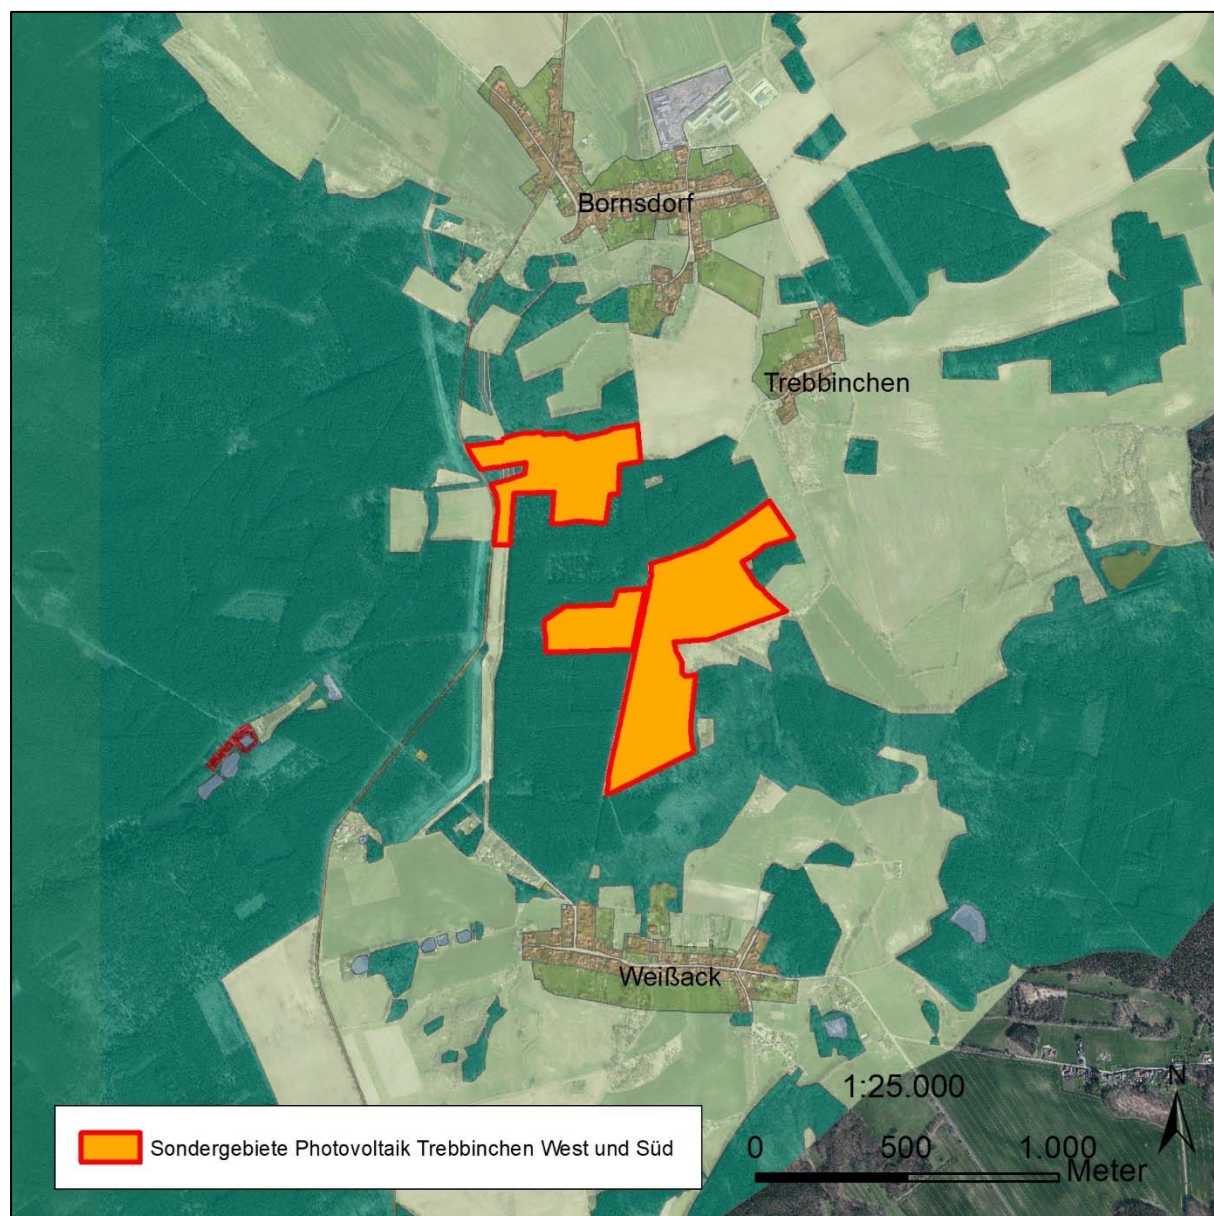 Bornsdorf
Trebbinchen
Weißack
1:25.000
N
0 500 1.000
Meter
Sondergebiete Photovoltaik Trebbinchen West und Süd